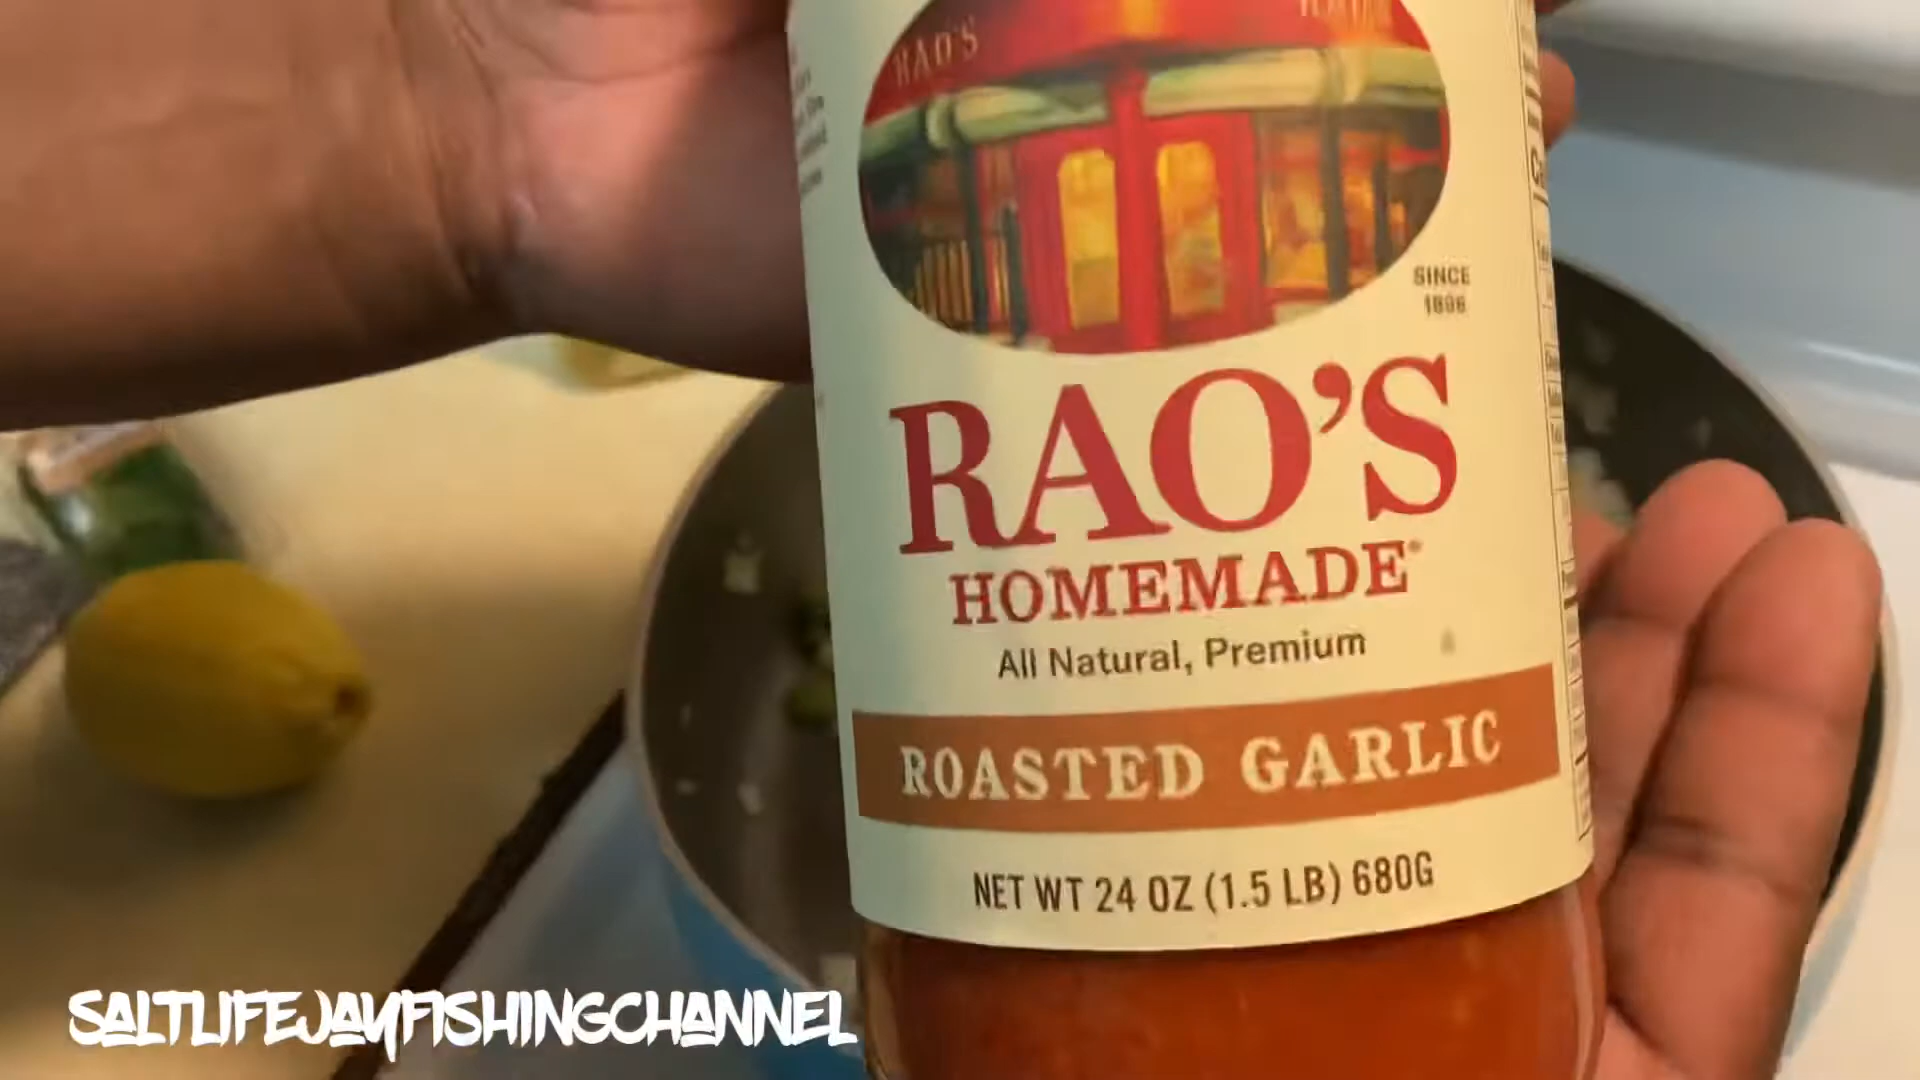 RAO'S
SINCE
1896
RAO'S
HOMEMADE®
All Natural, Premium
ROASTED GARLIC
NET WT 24 OZ (1.5 LB) 680G
SALTLIFEJAYFISHINGCHANNEL